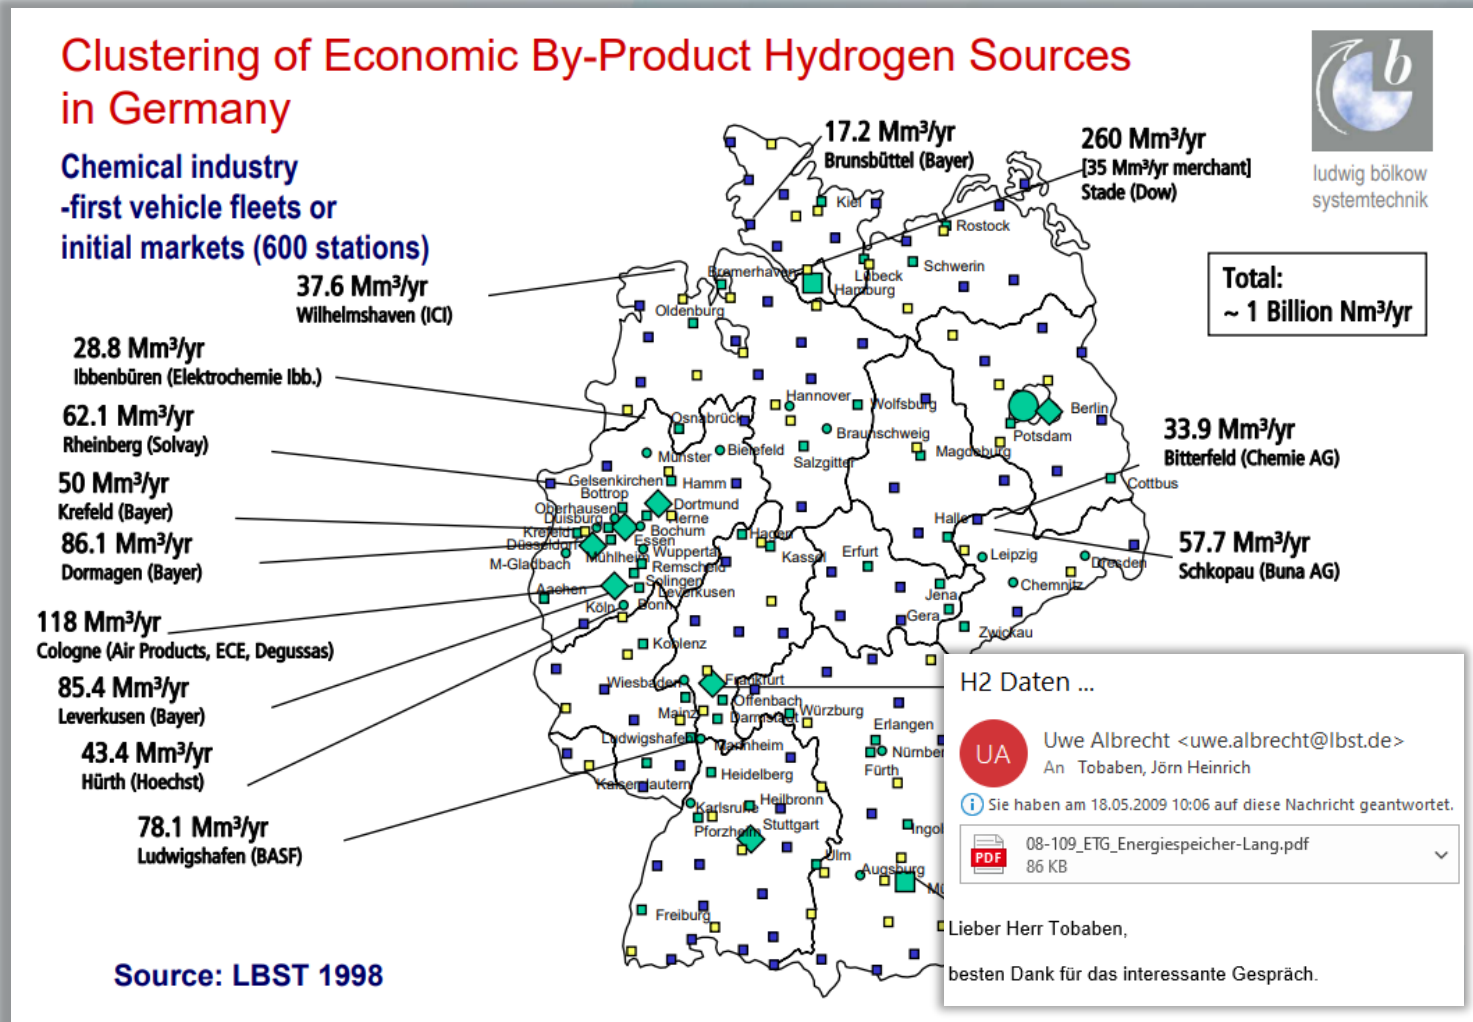 Clustering of Economic By-Product Hydrogen Sources
in Germany
b
ludwig bölkow
systemtechnik
Chemical industry
-first vehicle fleets or
initial markets (600 stations)
17.2 Mm³/yr
Brunsbüttel (Bayer)
260 Mm³/yr
[35 Mm³/yr merchant]
Stade (Dow)
Total:
~ 1 Billion Nm³/yr
37.6 Mm³/yr
Wilhelmshaven (ICI)
28.8 Mm³/yr
Ibbenbüren (Elektrochemie Ibb.)
62.1 Mm³/yr
Rheinberg (Solvay)
50 Mm³/yr
Krefeld (Bayer)
86.1 Mm³/yr
Dormagen (Bayer)
118 Mm³/yr
Cologne (Air Products, ECE, Degussas)
85.4 Mm³/yr
Leverkusen (Bayer)
43.4 Mm³/yr
Hürth (Hoechst)
78.1 Mm³/yr
Ludwigshafen (BASF)
33.9 Mm³/yr
Bitterfeld (Chemie AG)
57.7 Mm³/yr
Schkopau (Buna AG)
Kiel
Rostock
Bremerhaven
Lübeck
Schwerin
Hamburg
Oldenburg
Hannover
Wolfsburg
Berlin
Osnabrück
Braunschweig
Potsdam
Münster
Bielefeld
Salzgitter
Magdeburg
Gelsenkirchen
Hamm
Cottbus
Bottrop
Oberhausen
Dortmund
Duisburg
Herne
Halle
Krefeld
Bochum
Hagen
Essen
Düsseldorf
Mühlheim
Wuppertal
Kassel
Erfurt
Leipzig
Dresden
M-Gladbach
Remscheid
Solingen
Chemnitz
Aachen
Leverkusen
Jena
Köln
Bonn
Gera
Zwickau
Koblenz
Wiesbaden
Frankfurt
Offenbach
Mainz
Darmstadt
Würzburg
Erlangen
Ludwigshafen
Mannheim
Nürnber
Fürth
Heidelberg
Kaiserslautern
Karlsruhe
Heilbronn
Pforzheim
Stuttgart
Ingol
Ulm
Augsburg
Mü
Freiburg
Source: LBST 1998
H2 Daten ...
UA
Uwe Albrecht <uwe.albrecht@lbst.de>
An Tobaben, Jörn Heinrich
Sie haben am 18.05.2009 10:06 auf diese Nachricht geantwortet.
PDF
08-109_ETG_Energiespeicher-Lang.pdf
86 KB
Lieber Herr Tobaben,
besten Dank für das interessante Gespräch.